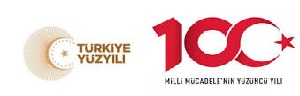 TÜRKİYE
YÜZYILI
100
MİLLİ MÜCADELE'NİN YÜZÜNCÜ YILI